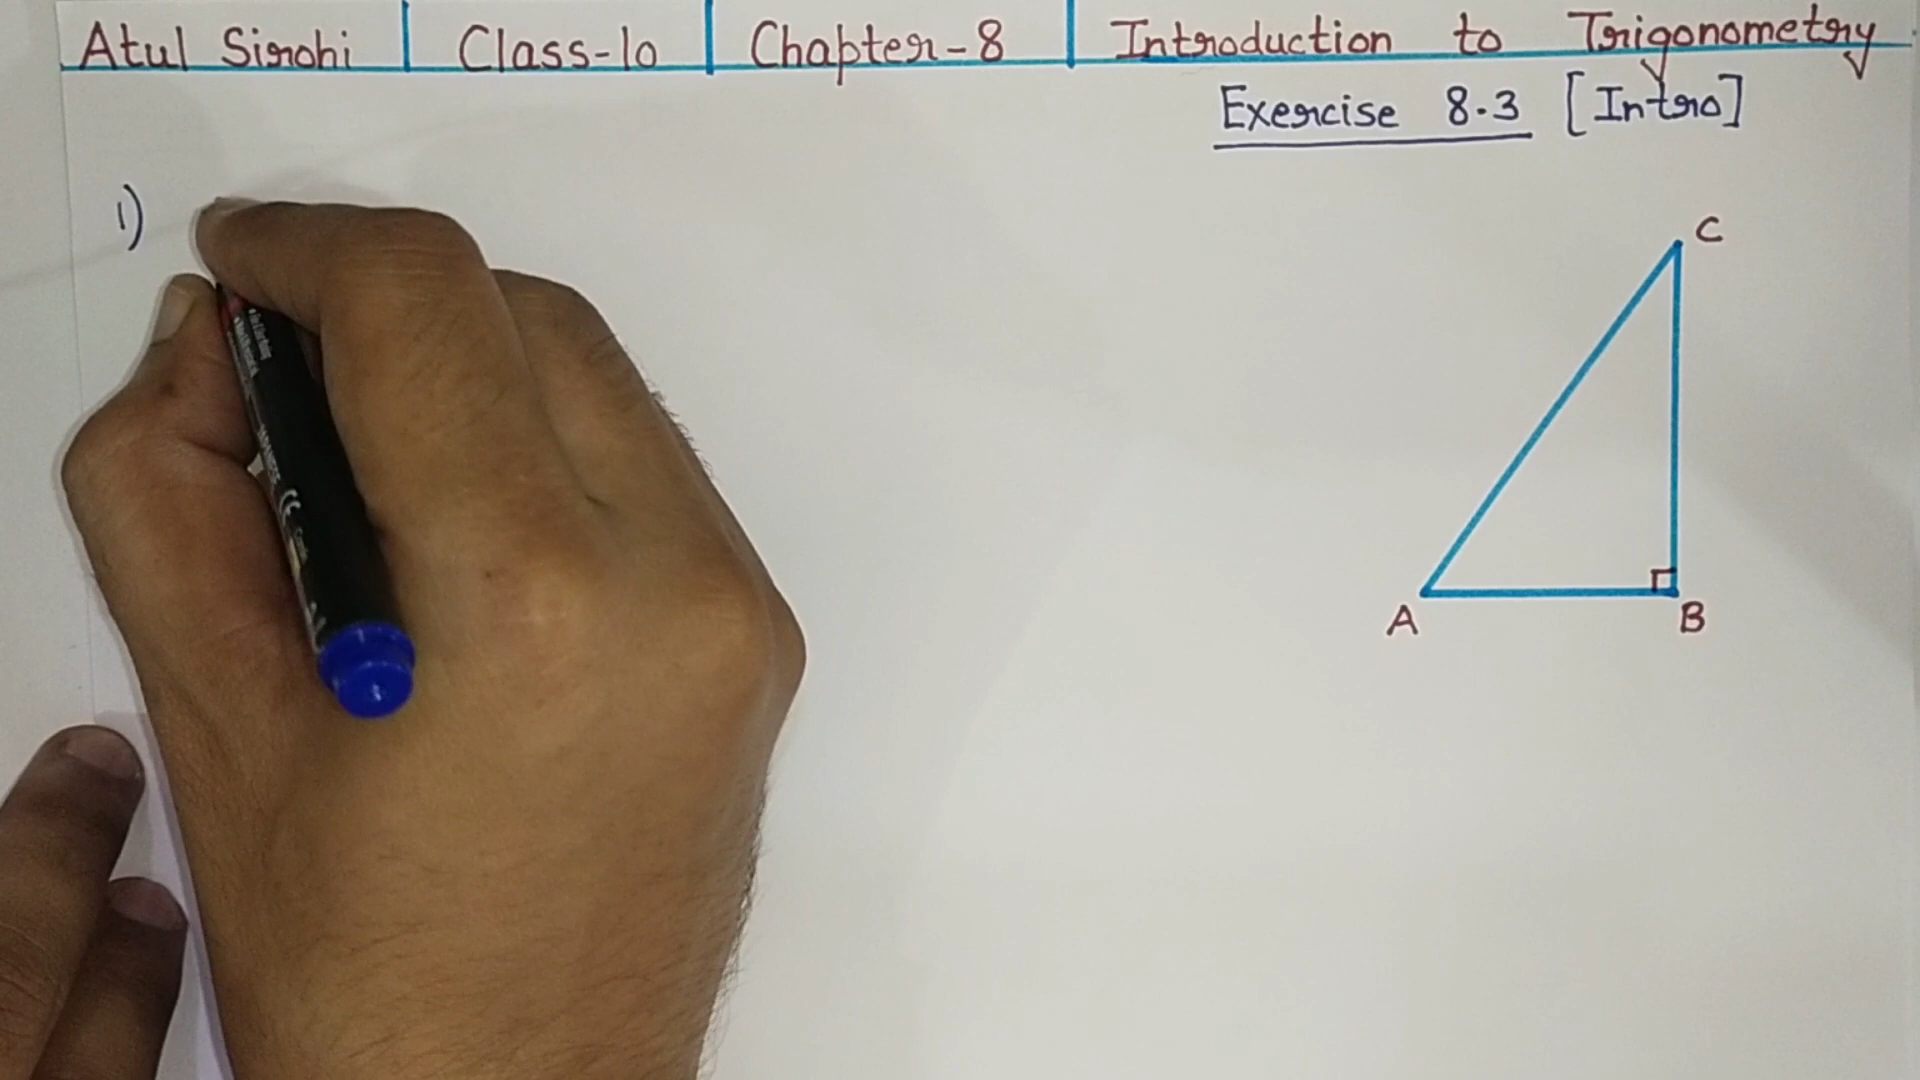 Atul Sirohi | Class-10 | Chapter-8 | Introduction to Trigonometry
Exercise 8.3 [Intro]
1)
C
A
B